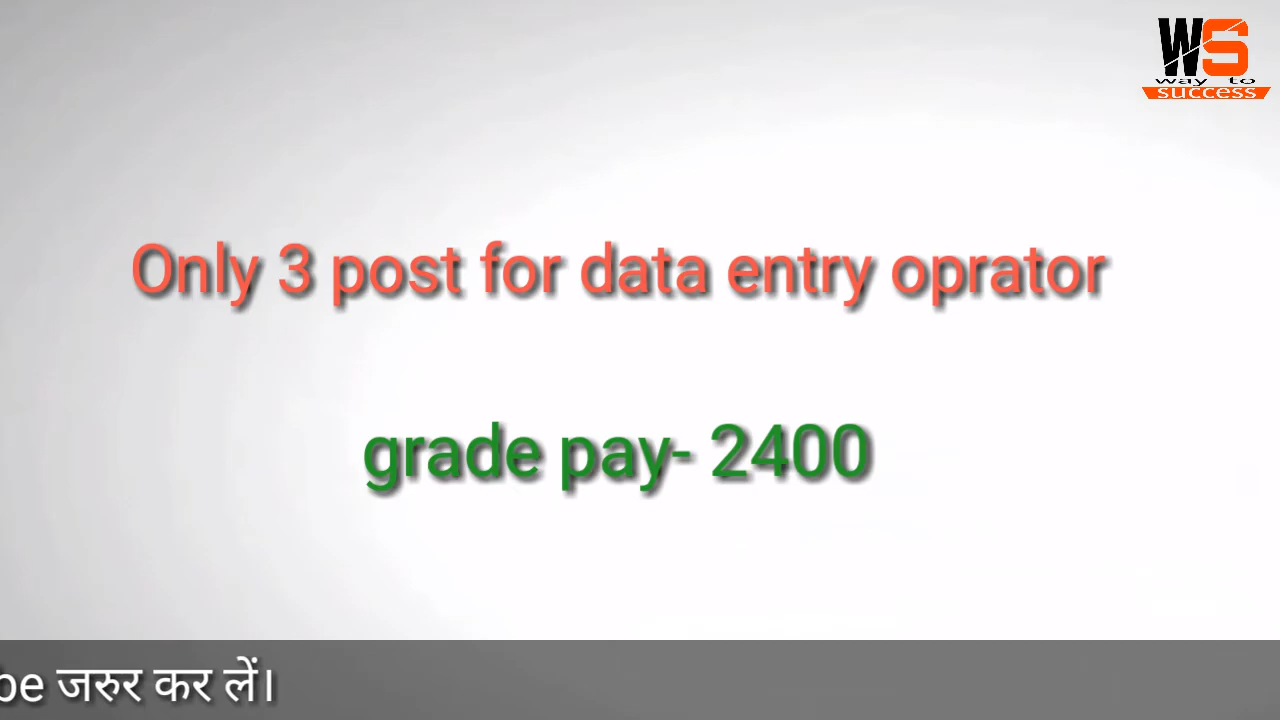 WS
way to
success
Only 3 post for data entry oprator
grade pay- 2400
be जरुर कर लें।